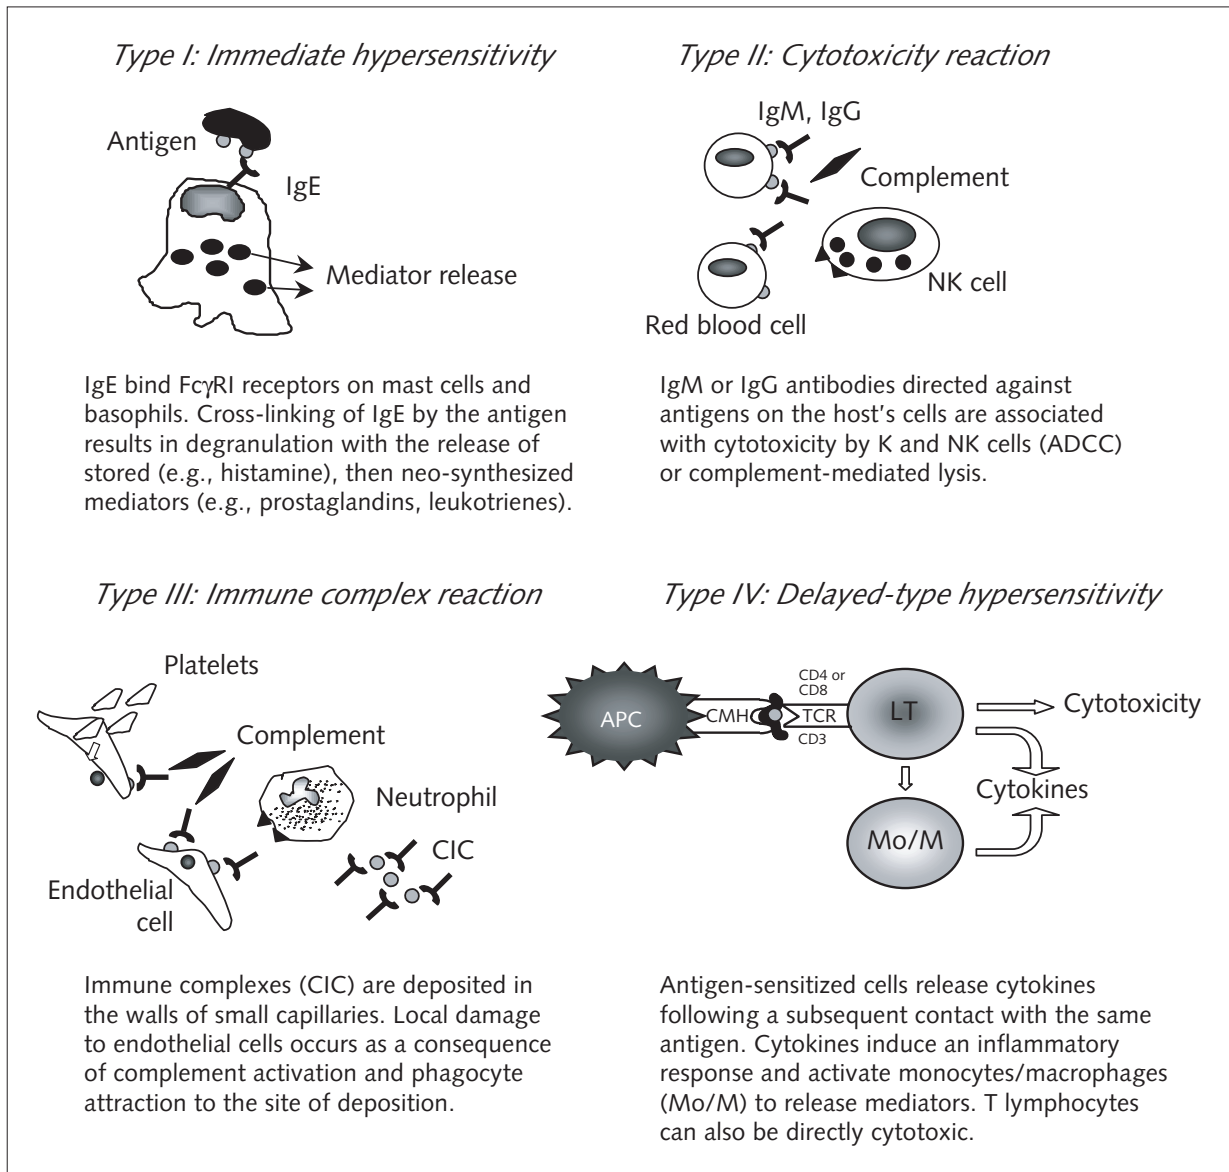 Type I: Immediate hypersensitivity
Antigen
IgE
Mediator release
IgE bind FcγRI receptors on mast cells and
basophils. Cross-linking of IgE by the antigen
results in degranulation with the release of
stored (e.g., histamine), then neo-synthesized
mediators (e.g., prostaglandins, leukotrienes).
Type II: Cytotoxicity reaction
IgM, IgG
Complement
NK cell
Red blood cell
IgM or IgG antibodies directed against
antigens on the host's cells are associated
with cytotoxicity by K and NK cells (ADCC)
or complement-mediated lysis.
Type III: Immune complex reaction
Platelets
Complement
Neutrophil
CIC
Endothelial
cell
Immune complexes (CIC) are deposited in
the walls of small capillaries. Local damage
to endothelial cells occurs as a consequence
of complement activation and phagocyte
attraction to the site of deposition.
Type IV: Delayed-type hypersensitivity
APC
CMH
CD4 or
CD8
TCR
CD3
LT
Cytotoxicity
Cytokines
Mo/M
Antigen-sensitized cells release cytokines
following a subsequent contact with the same
antigen. Cytokines induce an inflammatory
response and activate monocytes/macrophages
(Mo/M) to release mediators. T lymphocytes
can also be directly cytotoxic.